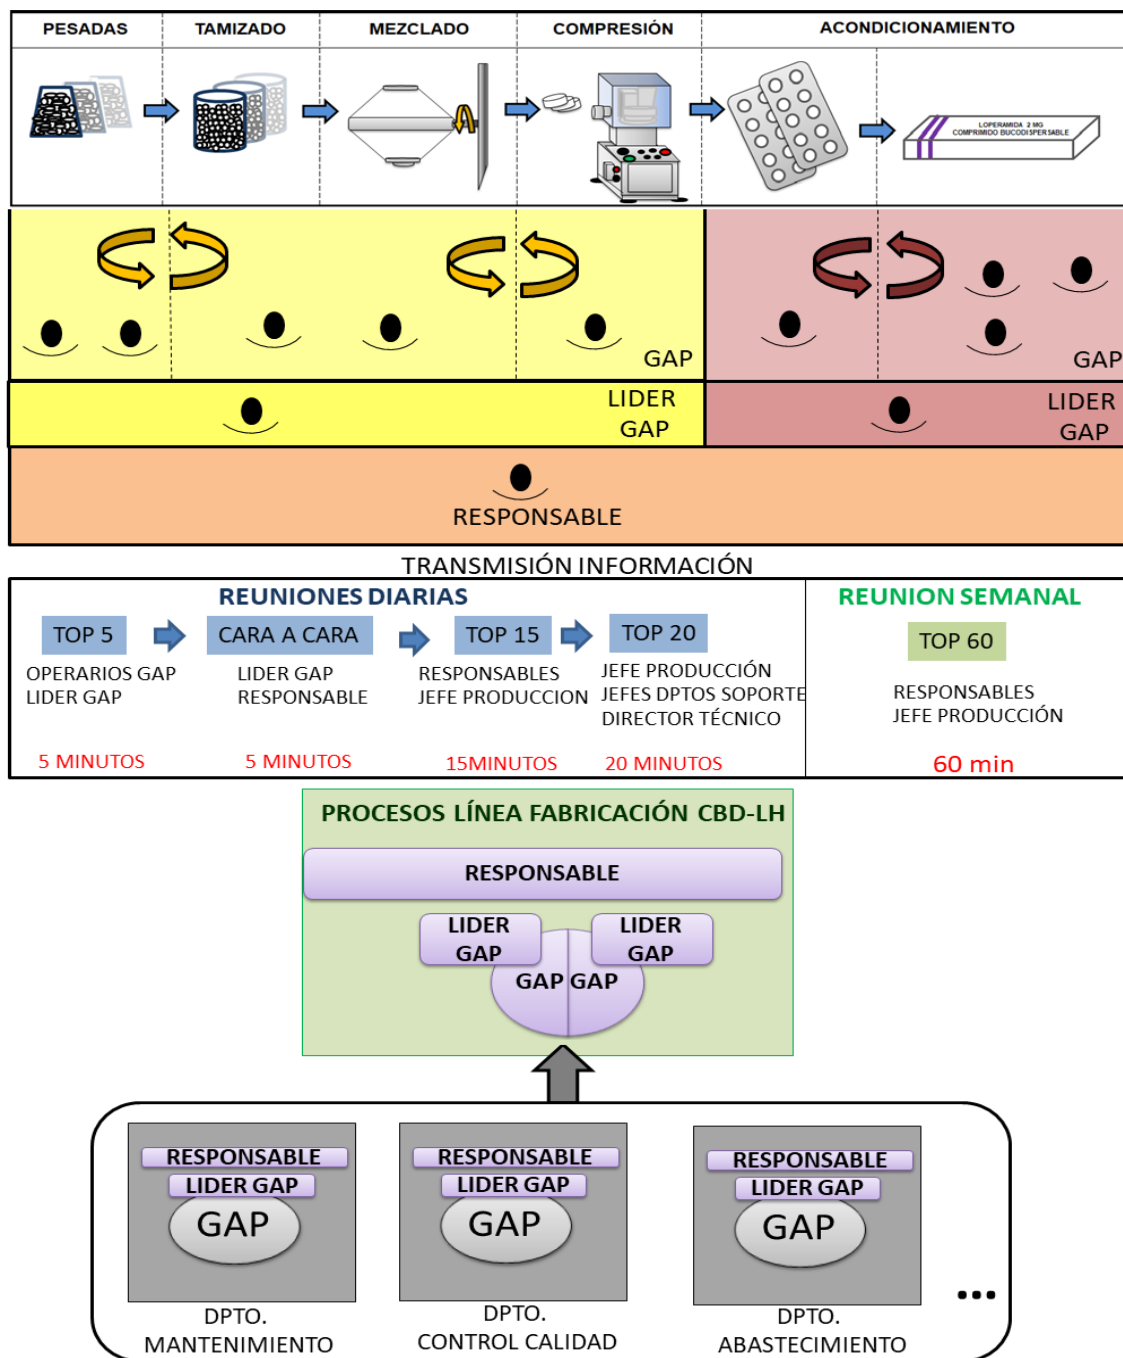 PESADAS
TAMIZADO
MEZCLADO
COMPRESIÓN
ACONDICIONAMIENTO
LOPERAMIDA 2 MG
COMPRIMIDO BUCODISPERSABLE
GAP
GAP
LIDER
GAP
LIDER
GAP
RESPONSABLE
TRANSMISIÓN INFORMACIÓN
REUNIONES DIARIAS
TOP 5
CARA A CARA
TOP 15
TOP 20
OPERARIOS GAP
LIDER GAP
LIDER GAP
RESPONSABLE
RESPONSABLES
JEFE PRODUCCION
JEFE PRODUCCIÓN
JEFES DPTOS SOPORTE
DIRECTOR TÉCNICO
5 MINUTOS
5 MINUTOS
15MINUTOS
20 MINUTOS
REUNION SEMANAL
TOP 60
RESPONSABLES
JEFE PRODUCCIÓN
60 min
PROCESOS LÍNEA FABRICACIÓN CBD-LH
RESPONSABLE
LIDER
GAP
LIDER
GAP
GAP
GAP
RESPONSABLE
LIDER GAP
GAP
DPTO.
MANTENIMIENTO
RESPONSABLE
LIDER GAP
GAP
DPTO.
CONTROL CALIDAD
RESPONSABLE
LIDER GAP
GAP
DPTO.
ABASTECIMIENTO
...